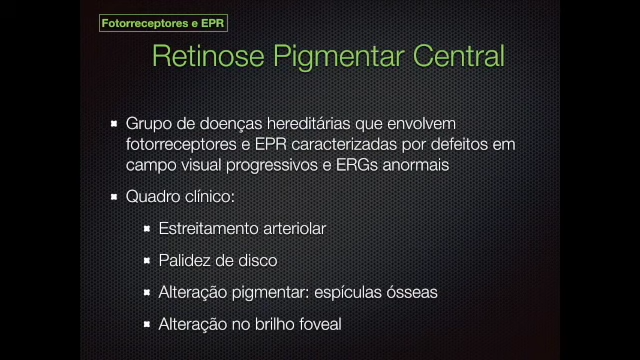 Fotorreceptores e EPR
Retinose Pigmentar Central
Grupo de doenças hereditárias que envolvem
fotorreceptores e EPR caracterizadas por defeitos em
campo visual progressivos e ERGs anormais
Quadro clínico:
Estreitamento arteriolar
Palidez de disco
Alteração pigmentar: espículas ósseas
Alteração no brilho foveal